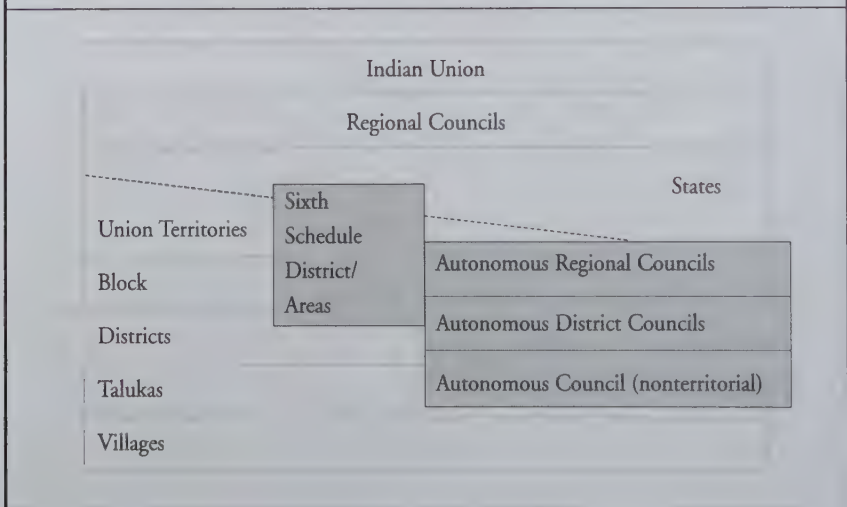 Indian Union
Regional Councils
States
Union Territories
Block
Districts
Talukas
Villages
Sixth
Schedule
District/
Areas
Autonomous Regional Councils
Autonomous District Councils
Autonomous Council (nonterritorial)